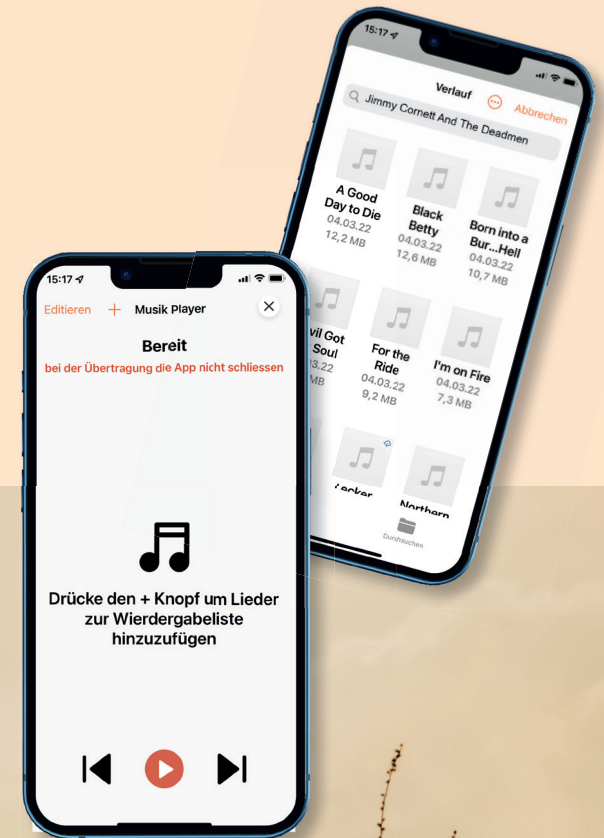 15:17
Verlauf
Abbrechen
Jimmy Cornett And The Deadmen
A Good
Day to Die
04.03.22
12,2 MB
Black
Betty
04.03.22
12,6 MB
Born into a
Bur...Hell
04.03.22
10,7 MB
vil Got
Soul
3.22
MB
For the
Ride
04.03.22
9,2 MB
I'm on Fire
04.03.22
7,3 MB
Northern
Durchsuchen
15:17
Editieren + Musik Player
Bereit
bei der Übertragung die App nicht schliessen
Drücke den + Knopf um Lieder
zur Wierdergabeliste
hinzuzufügen